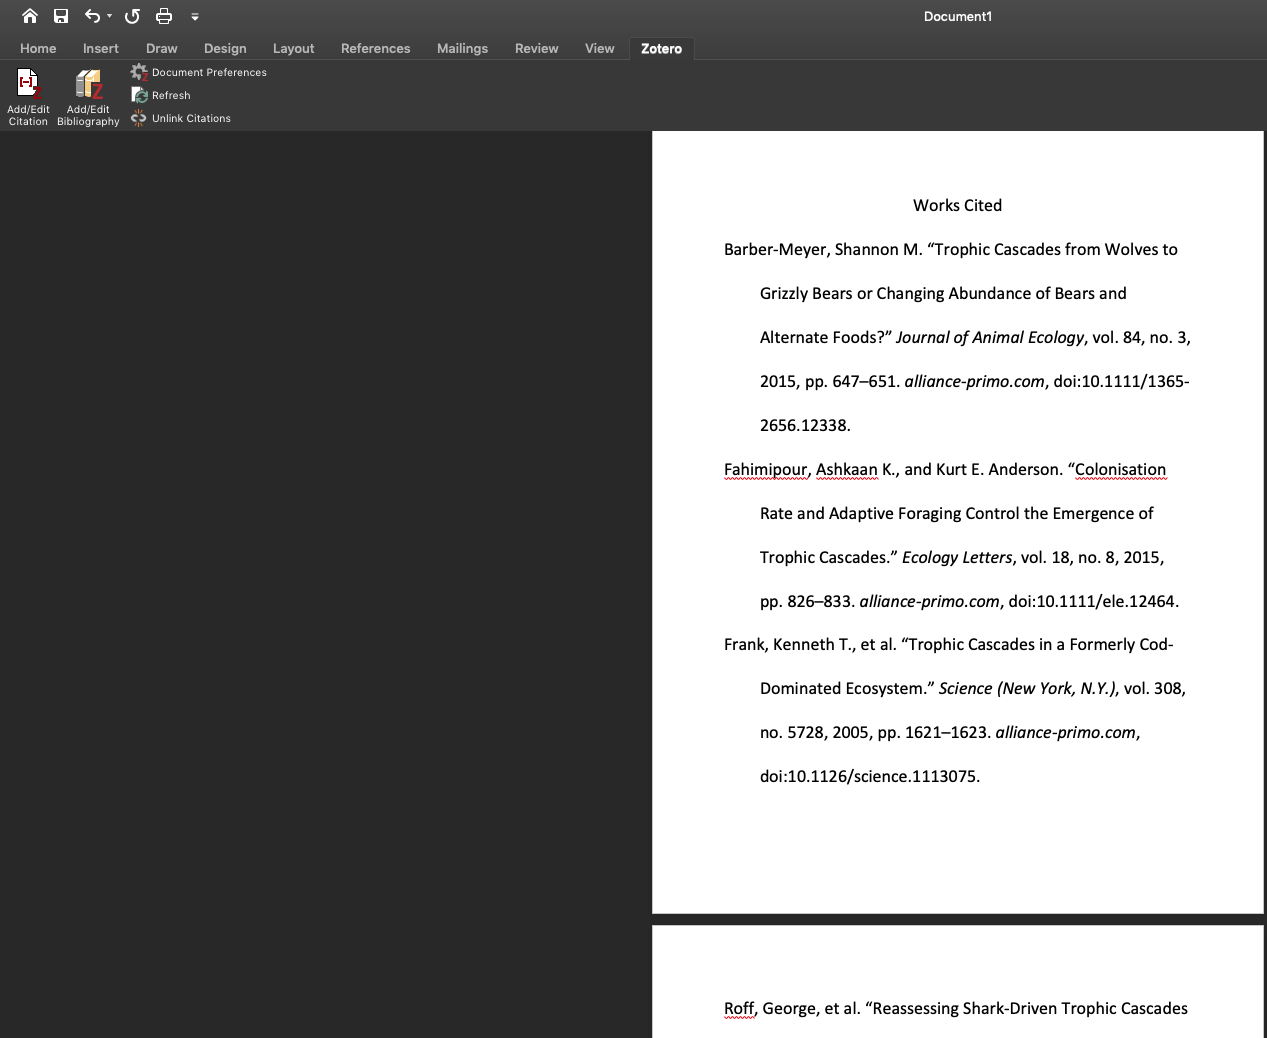 Document1
Home Insert Draw Design Layout References Mailings Review View Zotero
Add/Edit
Citation
Add/Edit
Bibliography
Document Preferences
Refresh
Unlink Citations
Works Cited
Barber-Meyer, Shannon M. “Trophic Cascades from Wolves to
Grizzly Bears or Changing Abundance of Bears and
Alternate Foods?” Journal of Animal Ecology, vol. 84, no. 3,
2015, pp. 647–651. alliance-primo.com, doi:10.1111/1365-
2656.12338.
Fahimipour, Ashkaan K., and Kurt E. Anderson. “Colonisation
Rate and Adaptive Foraging Control the Emergence of
Trophic Cascades.” Ecology Letters, vol. 18, no. 8, 2015,
pp. 826–833. alliance-primo.com, doi:10.1111/ele.12464.
Frank, Kenneth T., et al. “Trophic Cascades in a Formerly Cod-
Dominated Ecosystem.” Science (New York, N.Y.), vol. 308,
no. 5728, 2005, pp. 1621–1623. alliance-primo.com,
doi:10.1126/science.1113075.
Roff, George, et al. “Reassessing Shark-Driven Trophic Cascades